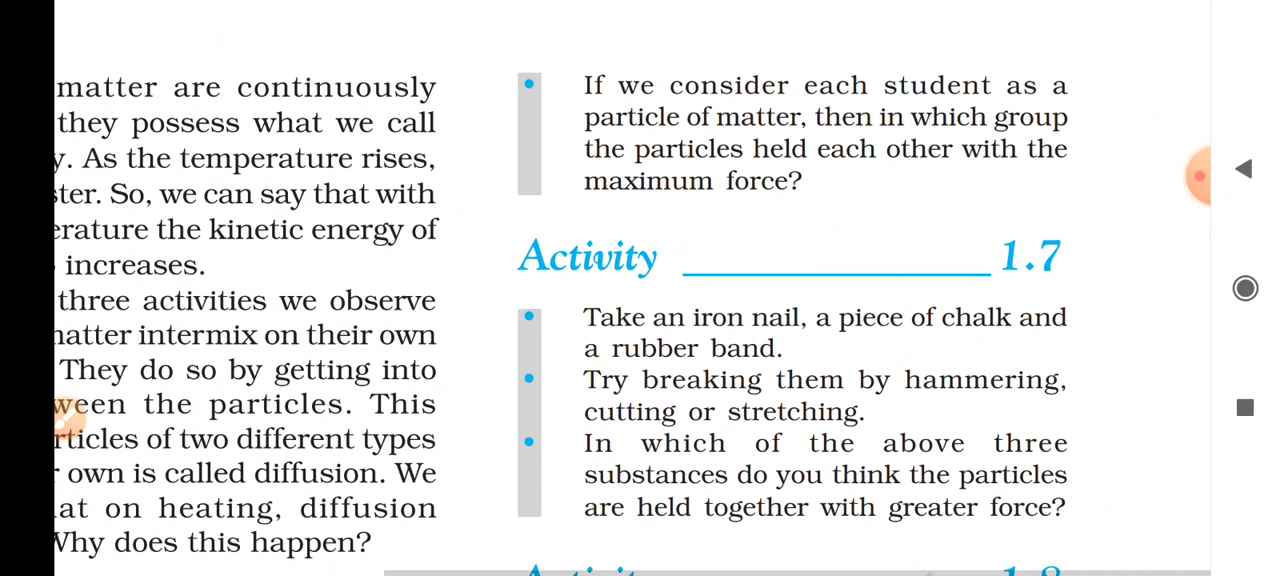 matter are continuously
they possess what we call
y. As the temperature rises,
ster. So, we can say that with
erature the kinetic energy of
increases.
three activities we observe
matter intermix on their own
They do so by getting into
ween the particles. This
rticles of two different types
own is called diffusion. We
at on heating, diffusion
Why does this happen?
• If we consider each student as a
particle of matter, then in which group
the particles held each other with the
maximum force?
Activity 1.7
• Take an iron nail, a piece of chalk and
a rubber band.
• Try breaking them by hammering,
cutting or stretching.
• In which of the above three
substances do you think the particles
are held together with greater force?
Activity 1.8